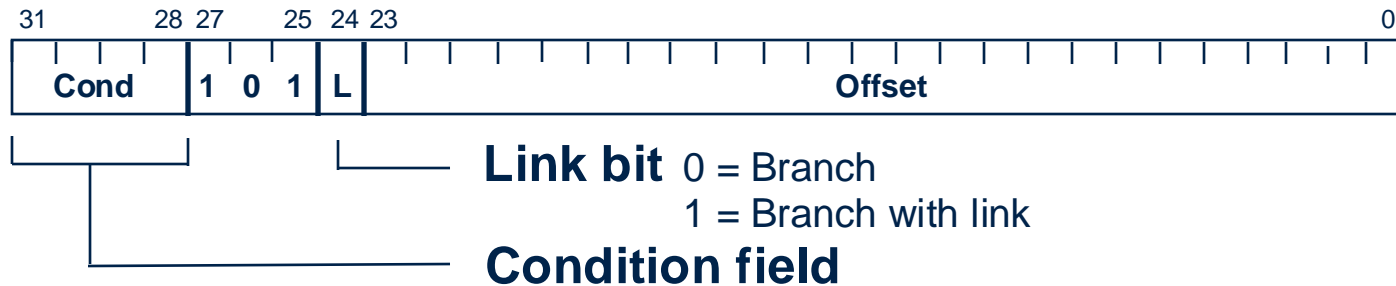 31 28 27 25 24 23 0
Cond 1 0 1 L Offset
Link bit 0 = Branch
1 = Branch with link
Condition field